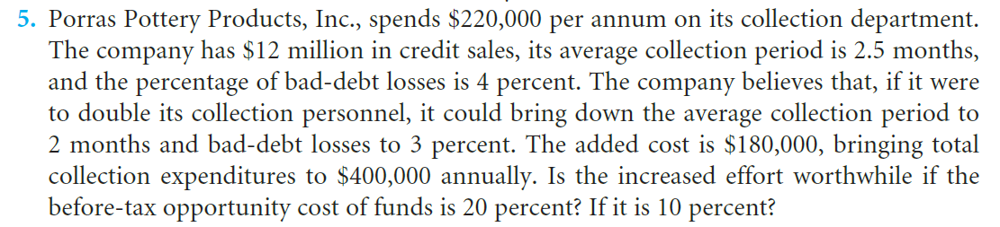 5. Porras Pottery Products, Inc., spends $220,000 per annum on its collection department.
The company has $12 million in credit sales, its average collection period is 2.5 months,
and the percentage of bad-debt losses is 4 percent. The company believes that, if it were
to double its collection personnel, it could bring down the average collection period to
2 months and bad-debt losses to 3 percent. The added cost is $180,000, bringing total
collection expenditures to $400,000 annually. Is the increased effort worthwhile if the
before-tax opportunity cost of funds is 20 percent? If it is 10 percent?